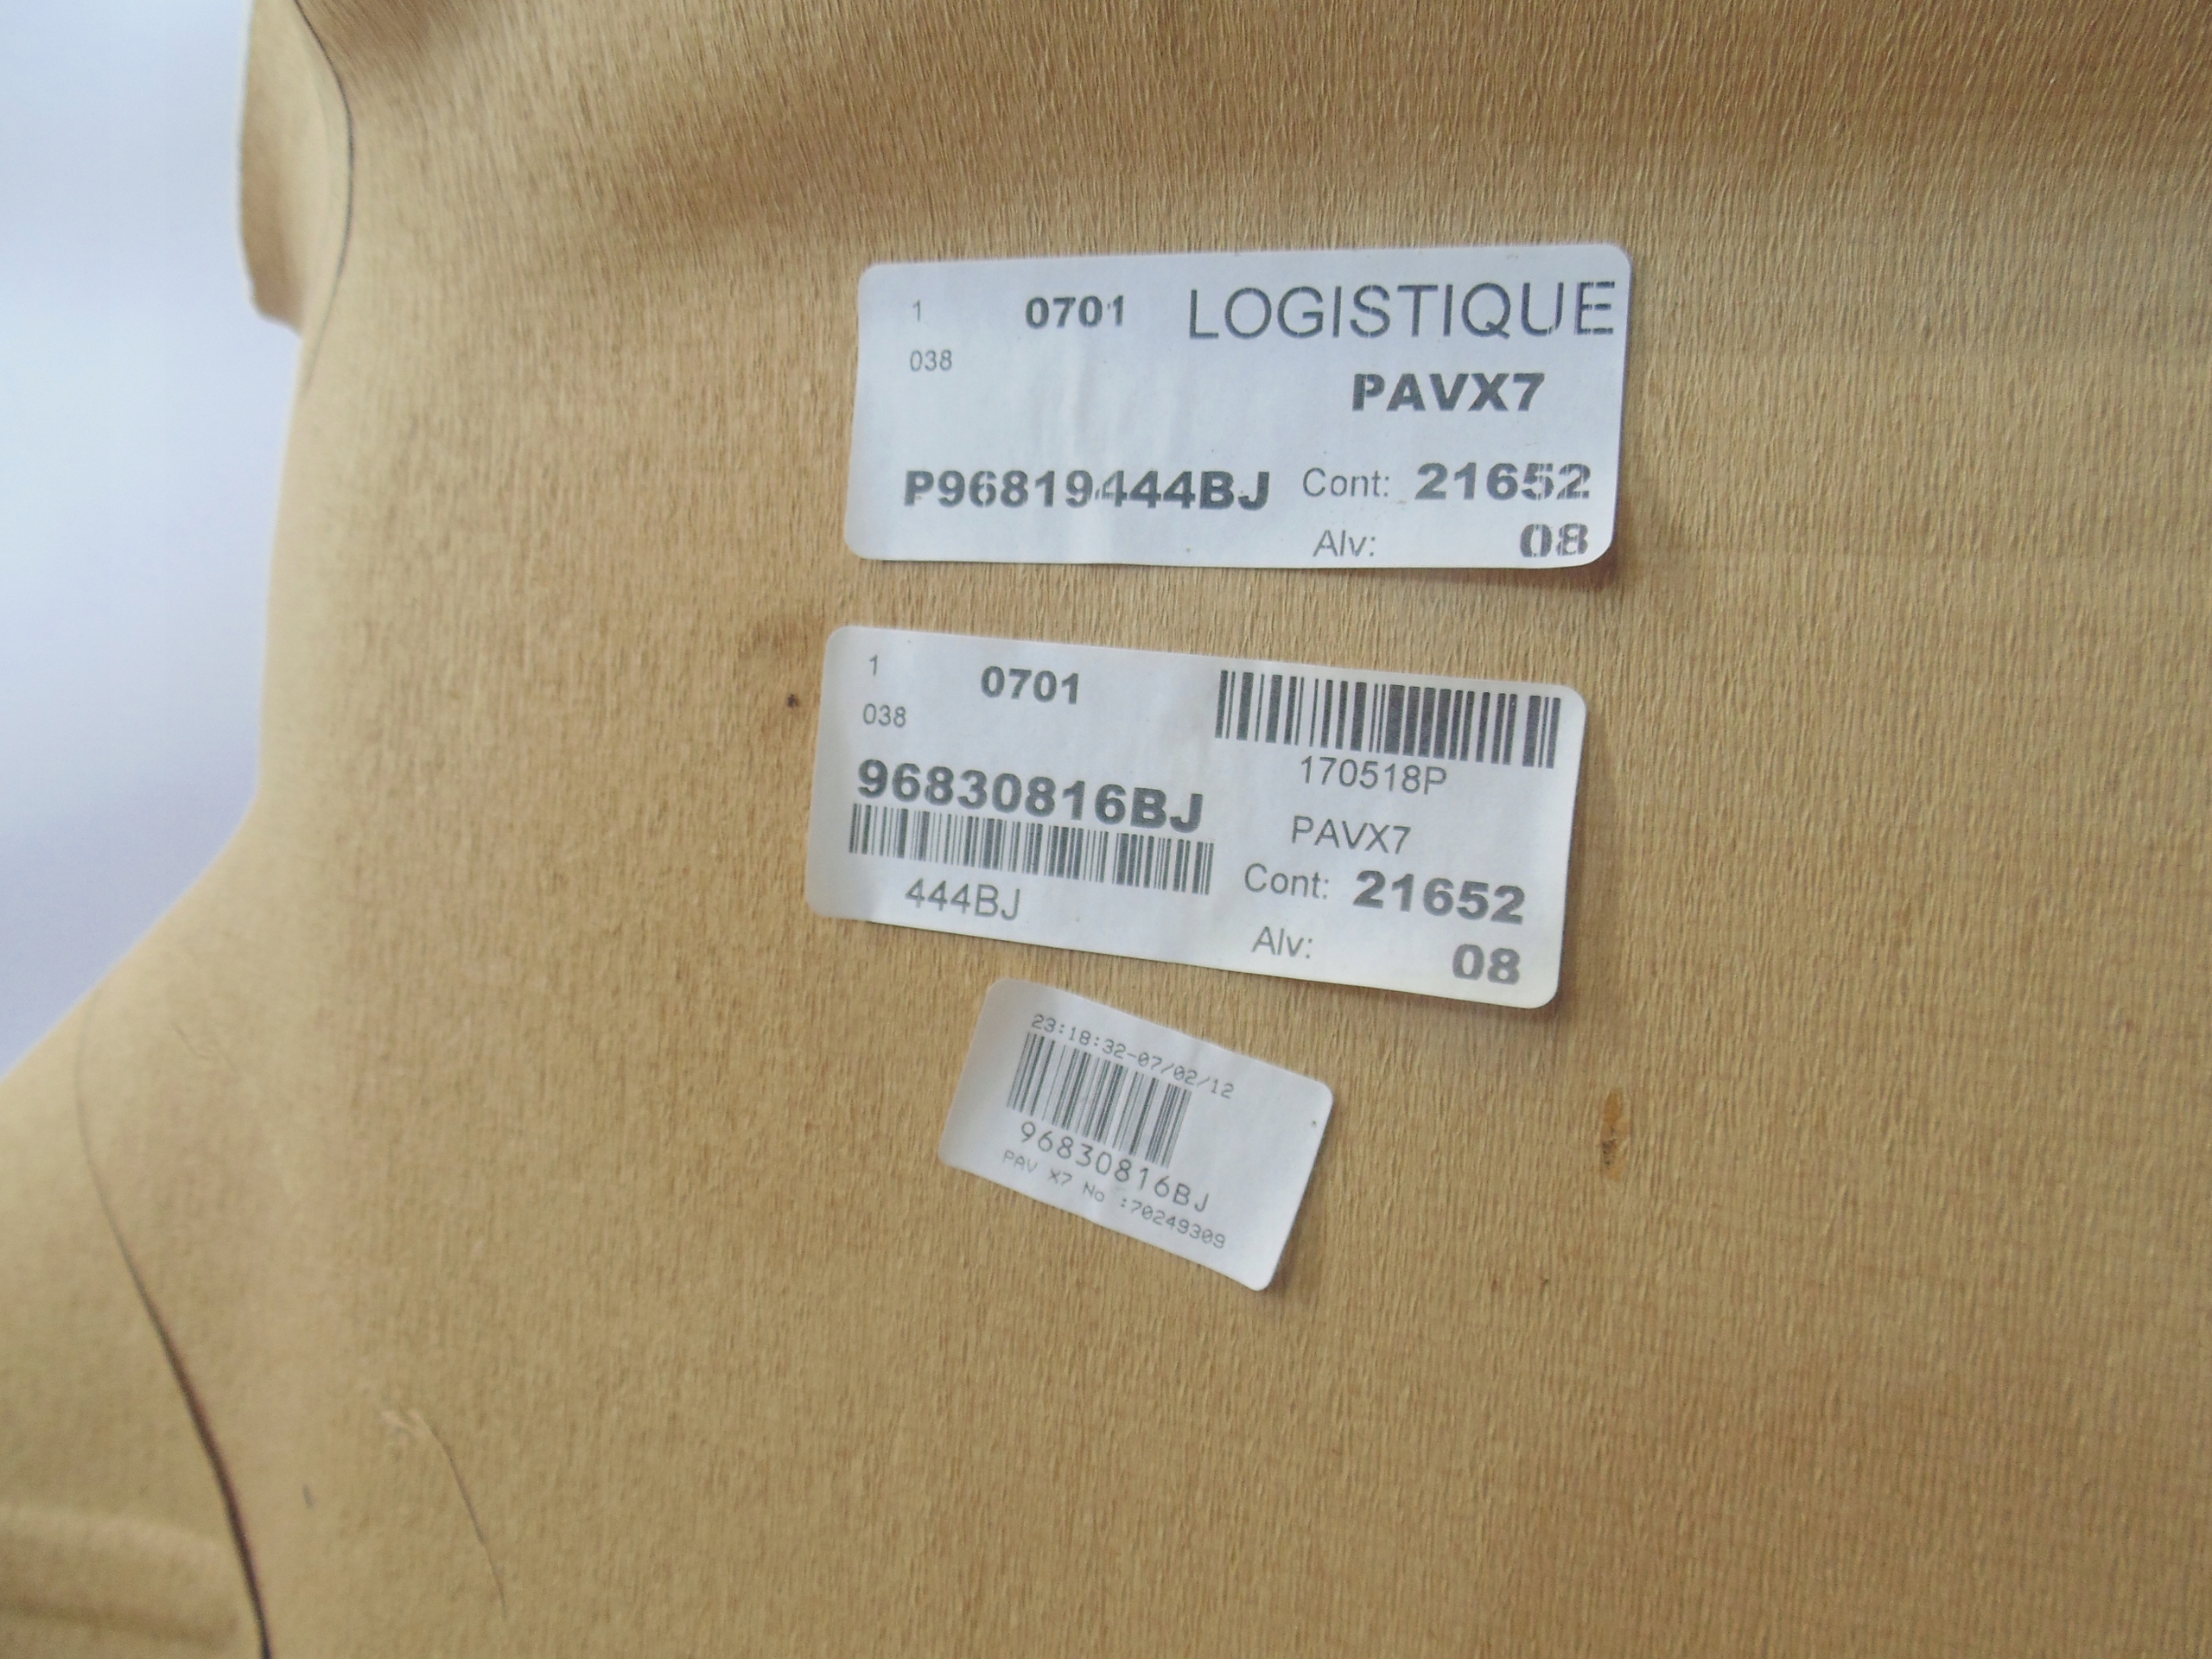 1 0701 LOGISTIQUE
038
PAVX7
P96819444BJ Cont: 21652
Alv: 08
1 0701
038
170518P
96830816BJ
PAVX7
444BJ
Cont: 21652
Alv: 08
23:18:32-07/02/12
96830816BJ
PAV X7 No :70249309